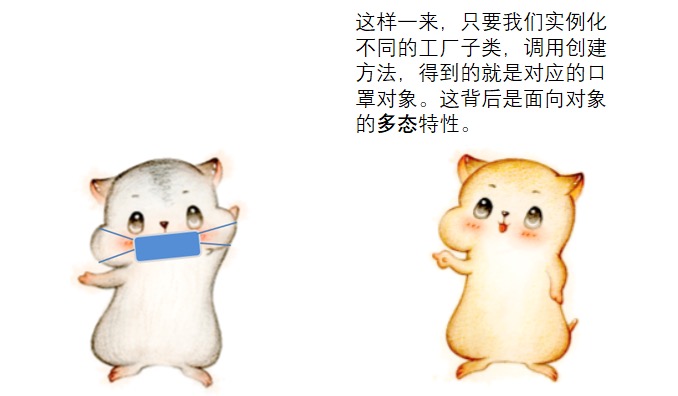 这样一来，只要我们实例化
不同的工厂子类，调用创建
方法，得到的就是对应的口
罩对象。这背后是面向对象
的多态特性。